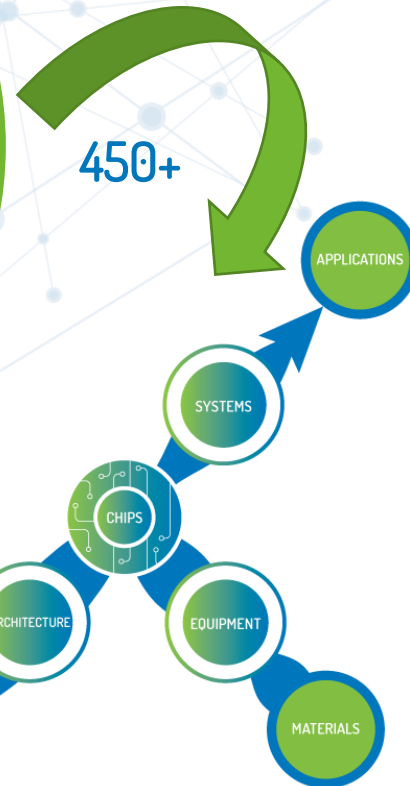 450+
APPLICATIONS
SYSTEMS
CHIPS
RCHITECTURE
EQUIPMENT
MATERIALS